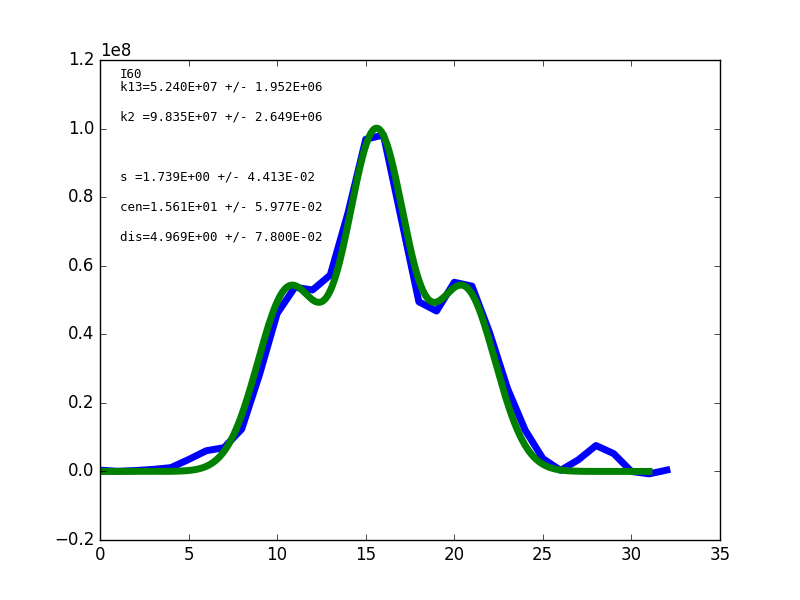 1e8
1.2
I60
k13=5.240E+07 +/- 1.952E+06
k2 =9.835E+07 +/- 2.649E+06
1.0
s =1.739E+00 +/- 4.413E-02
0.8
cen=1.561E+01 +/- 5.977E-02
dis=4.969E+00 +/- 7.800E-02
0.6
0.4
0.2
0.0
−0.2
0 5 10 15 20 25 30 35